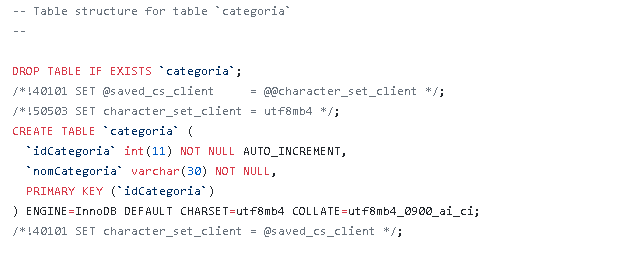 -- Table structure for table `categoria`
--
DROP TABLE IF EXISTS `categoria`;
/*!40101 SET @saved_cs_client     = @@character_set_client */;
/*!50503 SET character_set_client = utf8mb4 */;
CREATE TABLE `categoria` (
  `idCategoria` int(11) NOT NULL AUTO_INCREMENT,
  `nomCategoria` varchar(30) NOT NULL,
  PRIMARY KEY (`idCategoria`)
) ENGINE=InnoDB DEFAULT CHARSET=utf8mb4 COLLATE=utf8mb4_0900_ai_ci;
/*!40101 SET character_set_client = @saved_cs_client */;